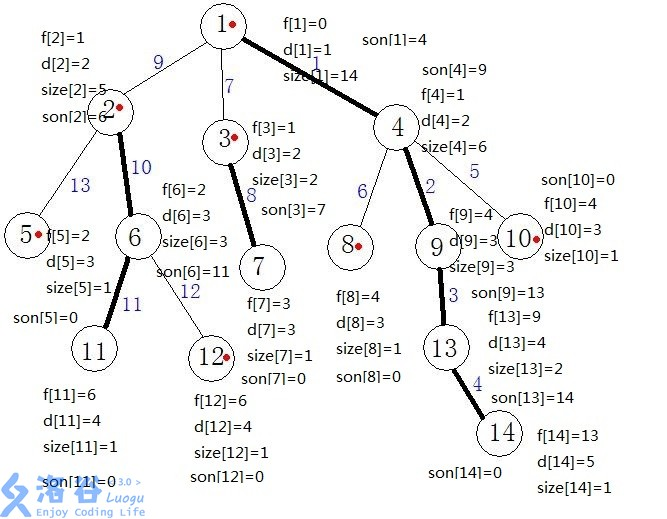 1
f[1]=0
d[1]=1
size[1]=14
son[1]=4
f[2]=1
d[2]=2
size[2]=5
son[2]=6
9
7
1
2
3
f[3]=1
d[3]=2
size[3]=2
son[3]=7
4
son[4]=9
f[4]=1
d[4]=2
size[4]=6
13
10
8
6
2
5
5
f[5]=2
d[5]=3
size[5]=1
son[5]=0
6
f[6]=2
d[6]=3
size[6]=3
son[6]=11
7
f[7]=3
d[7]=3
size[7]=1
son[7]=0
8
f[8]=4
d[8]=3
size[8]=1
son[8]=0
9
f[9]=4
d[9]=3
size[9]=3
son[9]=13
10
son[10]=0
f[10]=4
d[10]=3
size[10]=1
11
12
3
11
f[11]=6
d[11]=4
size[11]=1
son[11]=0
12
f[12]=6
d[12]=4
size[12]=1
son[12]=0
13
f[13]=9
d[13]=4
size[13]=2
son[13]=14
4
14
f[14]=13
d[14]=5
size[14]=1
son[14]=0
洛谷
3.0 >
Luogu
Enjoy Coding Life